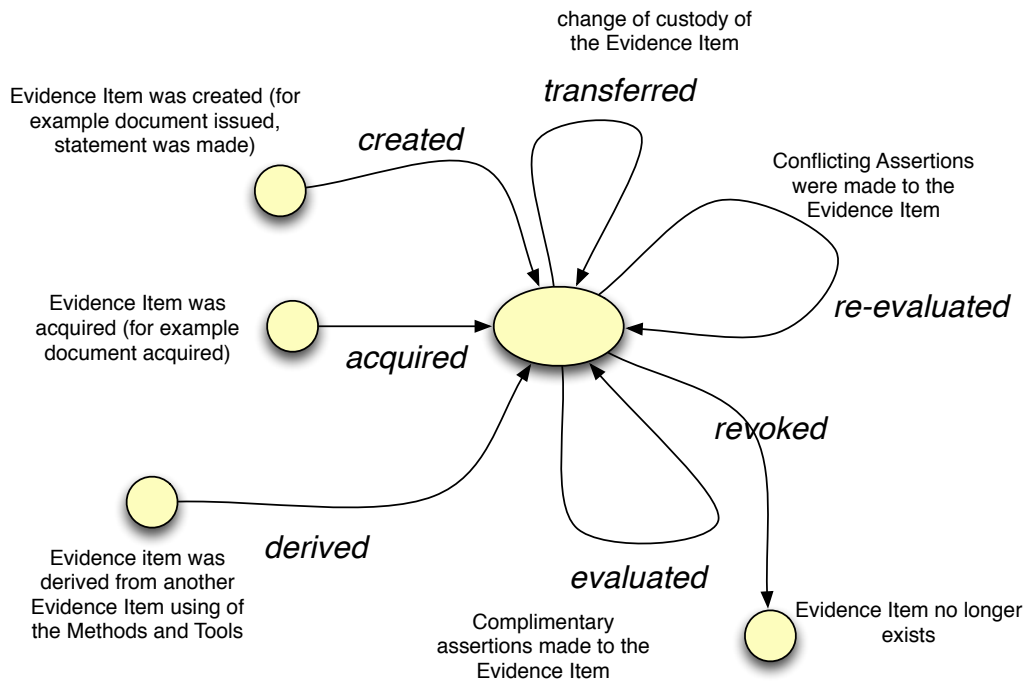 change of custody of
the Evidence Item
transferred
Evidence Item was created (for
example document issued,
statement was made)
created
Conflicting Assertions
were made to the
Evidence Item
re-evaluated
Evidence Item was
acquired (for example
document acquired)
acquired
revoked
derived
Evidence item was
derived from another
Evidence Item using of
the Methods and Tools
evaluated
Complimentary
assertions made to the
Evidence Item
Evidence Item no longer
exists